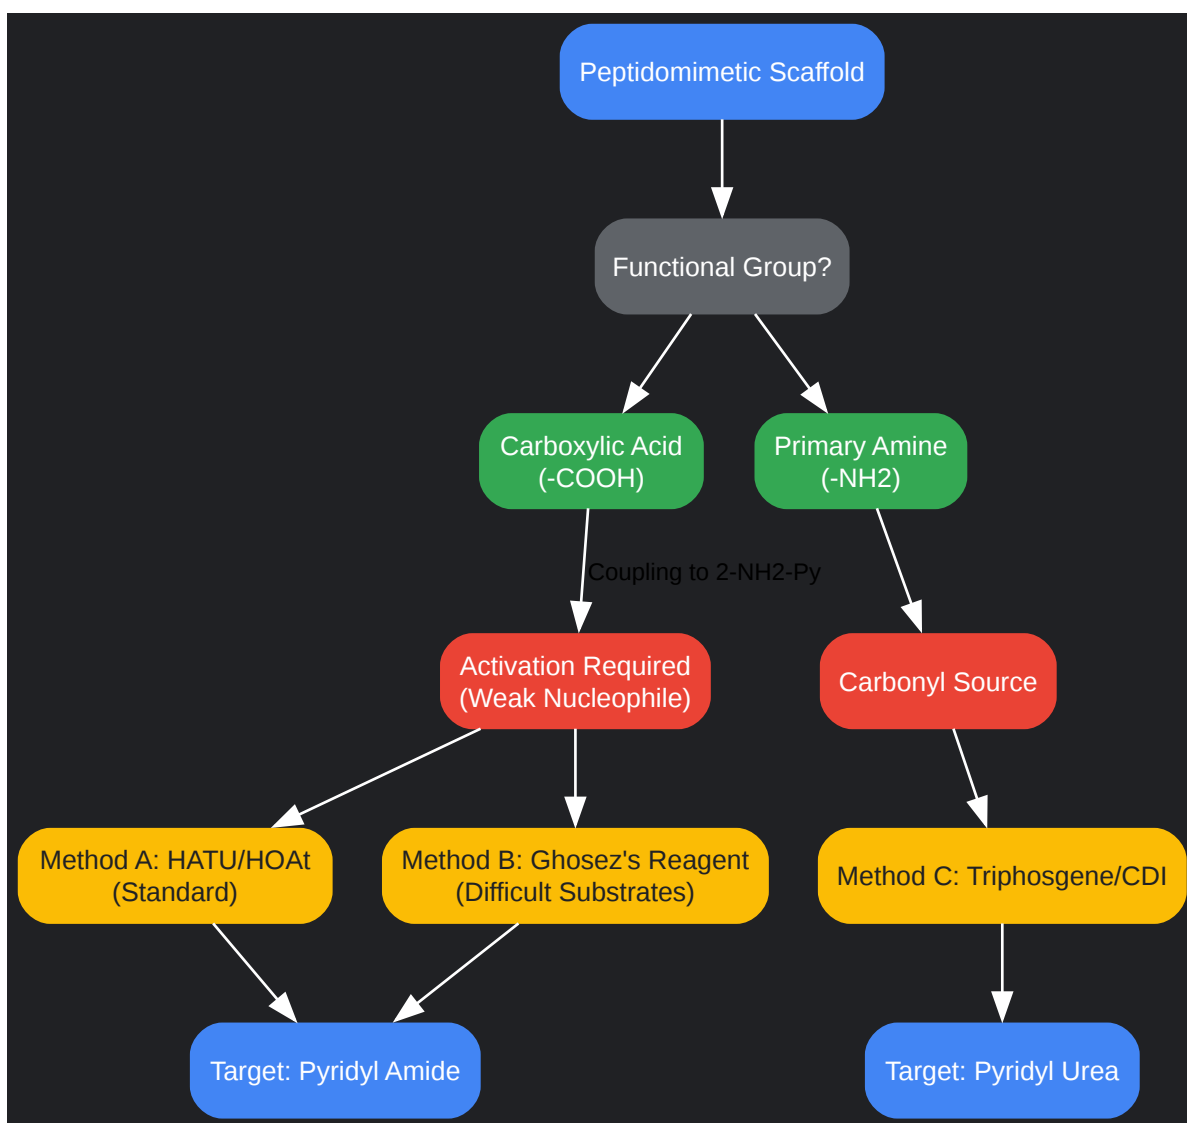 Peptidomimetic Scaffold
Functional Group?
Carboxylic Acid
(-COOH)
Primary Amine
(-NH2)
Coupling to 2-NH2-Py
Activation Required
(Weak Nucleophile)
Carbonyl Source
Method A: HATU/HOAt
(Standard)
Method B: Ghosez's Reagent
(Difficult Substrates)
Method C: Triphosgene/CDI
Target: Pyridyl Amide
Target: Pyridyl Urea